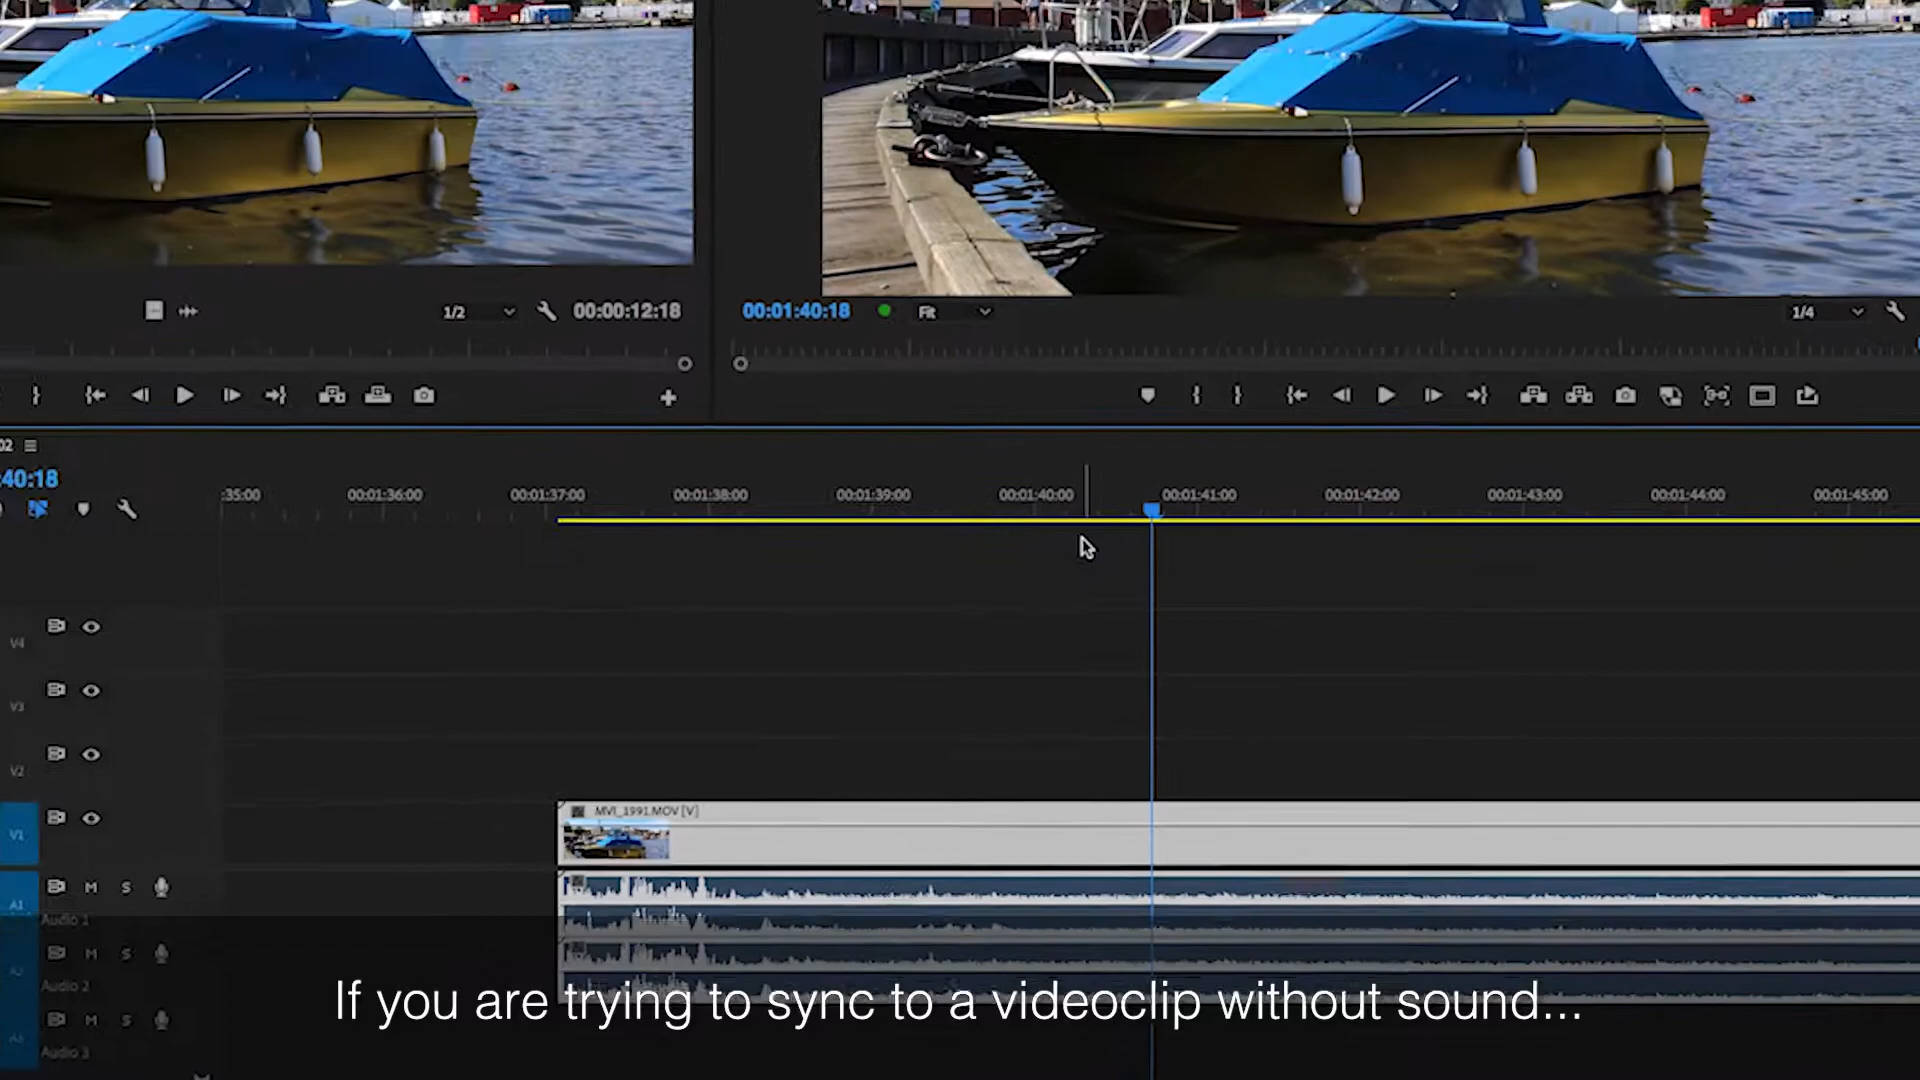 1/2
00:00:12:18
00:01:40:18
Fit
1/4
02
:40:18
:35:00
00:01:36:00
00:01:37:00
00:01:38:00
00:01:39:00
00:01:40:00
00:01:41:00
00:01:42:00
00:01:43:00
00:01:44:00
00:01:45:00
V4
V3
V2
V1
MVI_1991.MOV [V]
A1
M S
Audio 1
A2
M S
Audio 2
A3
M S
Audio 3
If you are trying to sync to a videoclip without sound...